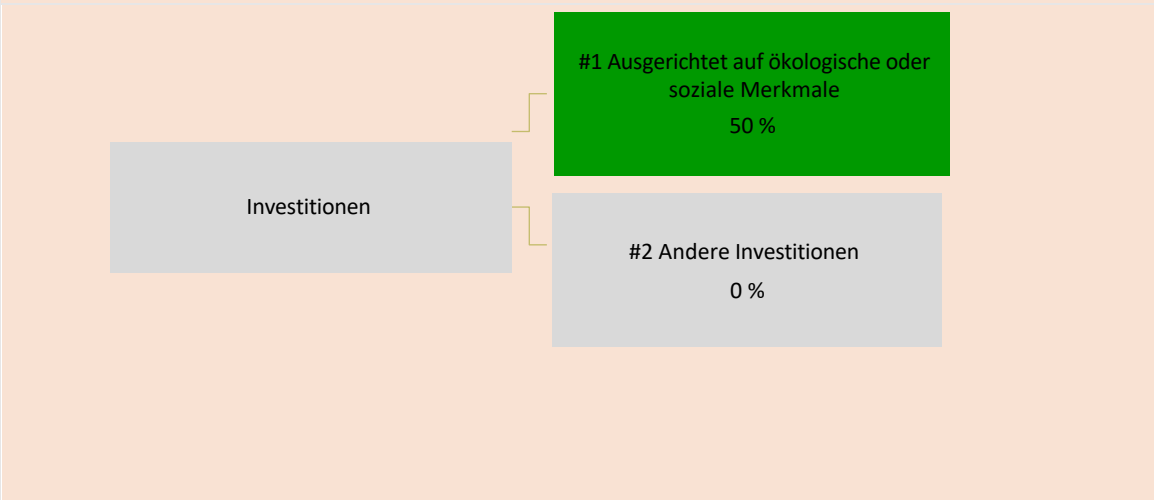 #1 Ausgerichtet auf ökologische oder
soziale Merkmale
50 %
Investitionen
#2 Andere Investitionen
0 %